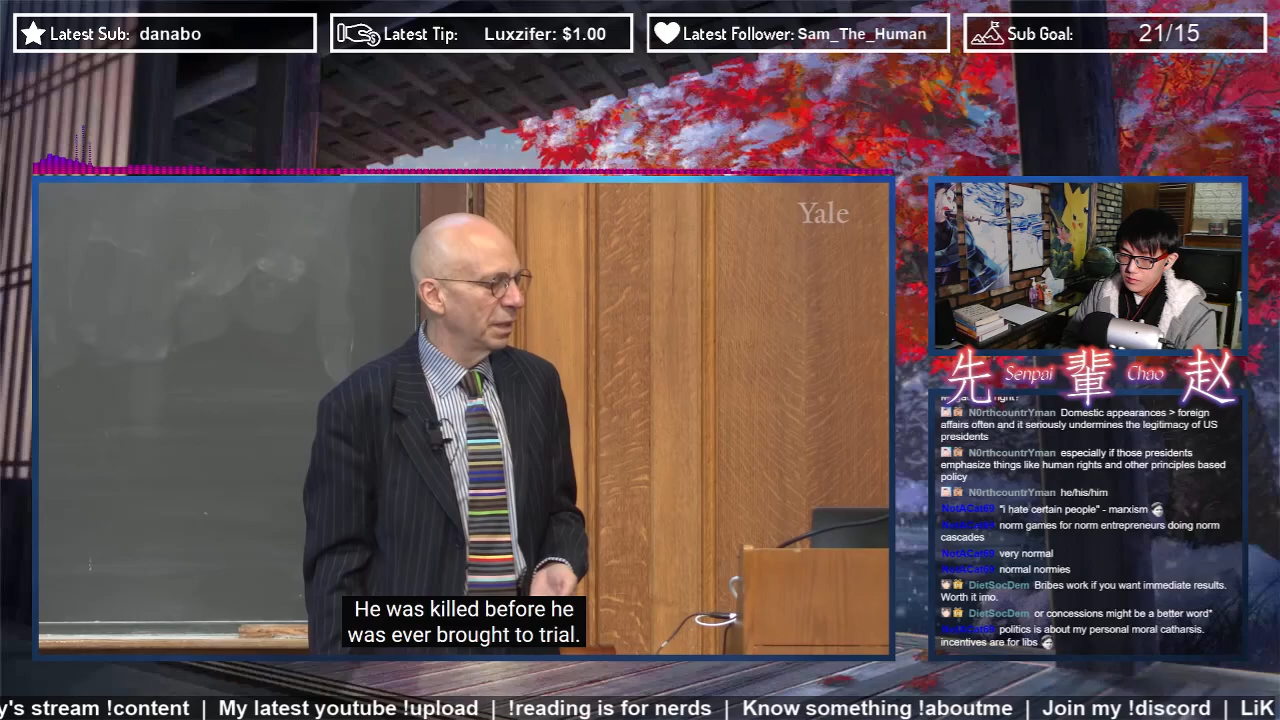 Latest Sub: danabo
Latest Tip: Luxzifer: $1.00
Latest Follower: Sam_The_Human
Sub Goal: 21/15
Yale
He was killed before he
was ever brought to trial.
先 Senpai 輩 Chao 赵
right?
N0rthcountrYman Domestic appearances > foreign
affairs often and it seriously undermines the legitimacy of US
presidents
N0rthcountrYman especially if those presidents
emphasize things like human rights and other principles based
policy
N0rthcountrYman he/his/him
NotACat69 "i hate certain people" - marxism
NotACat69 norm games for norm entrepreneurs doing norm
cascades
NotACat69 very normal
NotACat69 normal normies
DietSocDem Bribes work if you want immediate results.
Worth it imo.
DietSocDem or concessions might be a better word*
NotACat69 politics is about my personal moral catharsis.
incentives are for libs
y's stream !content | My latest youtube !upload | !reading is for nerds | Know something !aboutme | Join my !discord | LiK